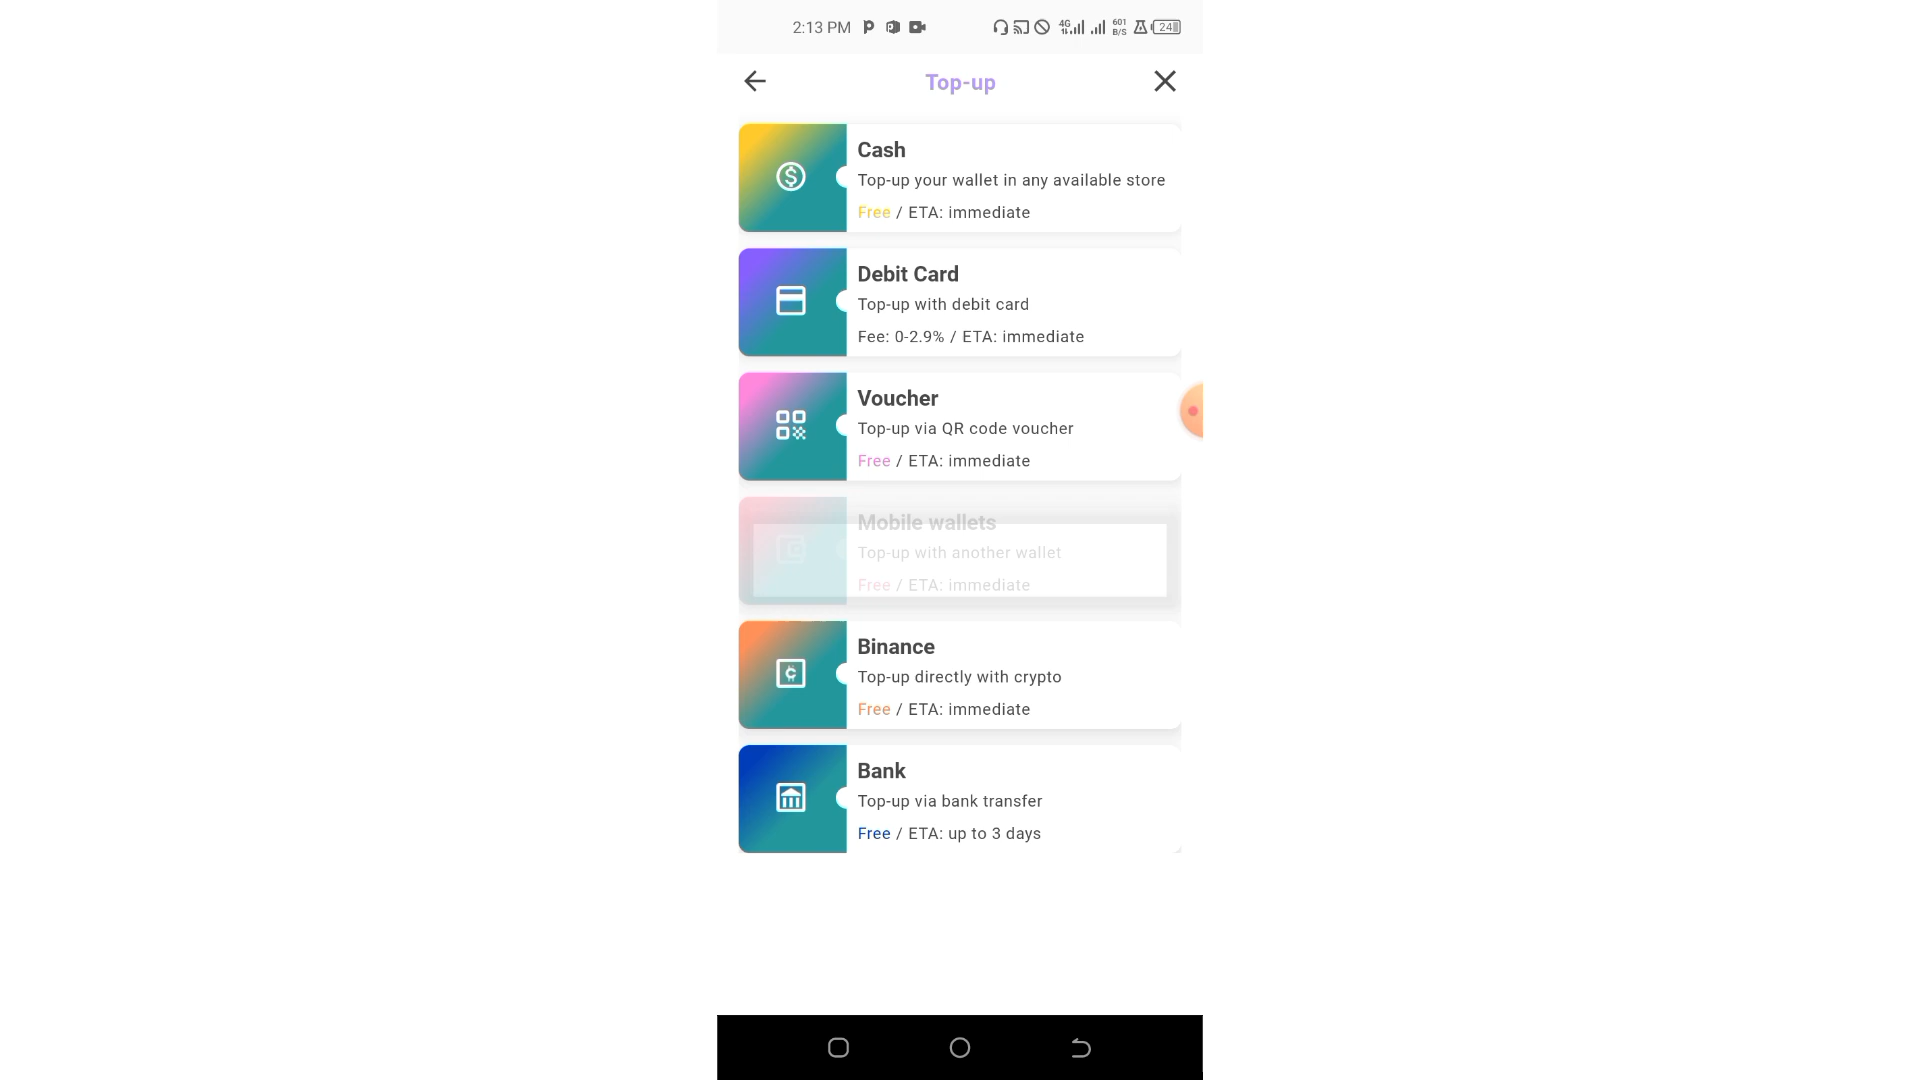 2:13 PM
4G
601
B/S
24
Top-up
Cash
Top-up your wallet in any available store
Free / ETA: immediate
Debit Card
Top-up with debit card
Fee: 0-2.9% / ETA: immediate
Voucher
Top-up via QR code voucher
Free / ETA: immediate
Mobile wallets
Top-up with another wallet
Free / ETA: immediate
Binance
Top-up directly with crypto
Free / ETA: immediate
Bank
Top-up via bank transfer
Free / ETA: up to 3 days